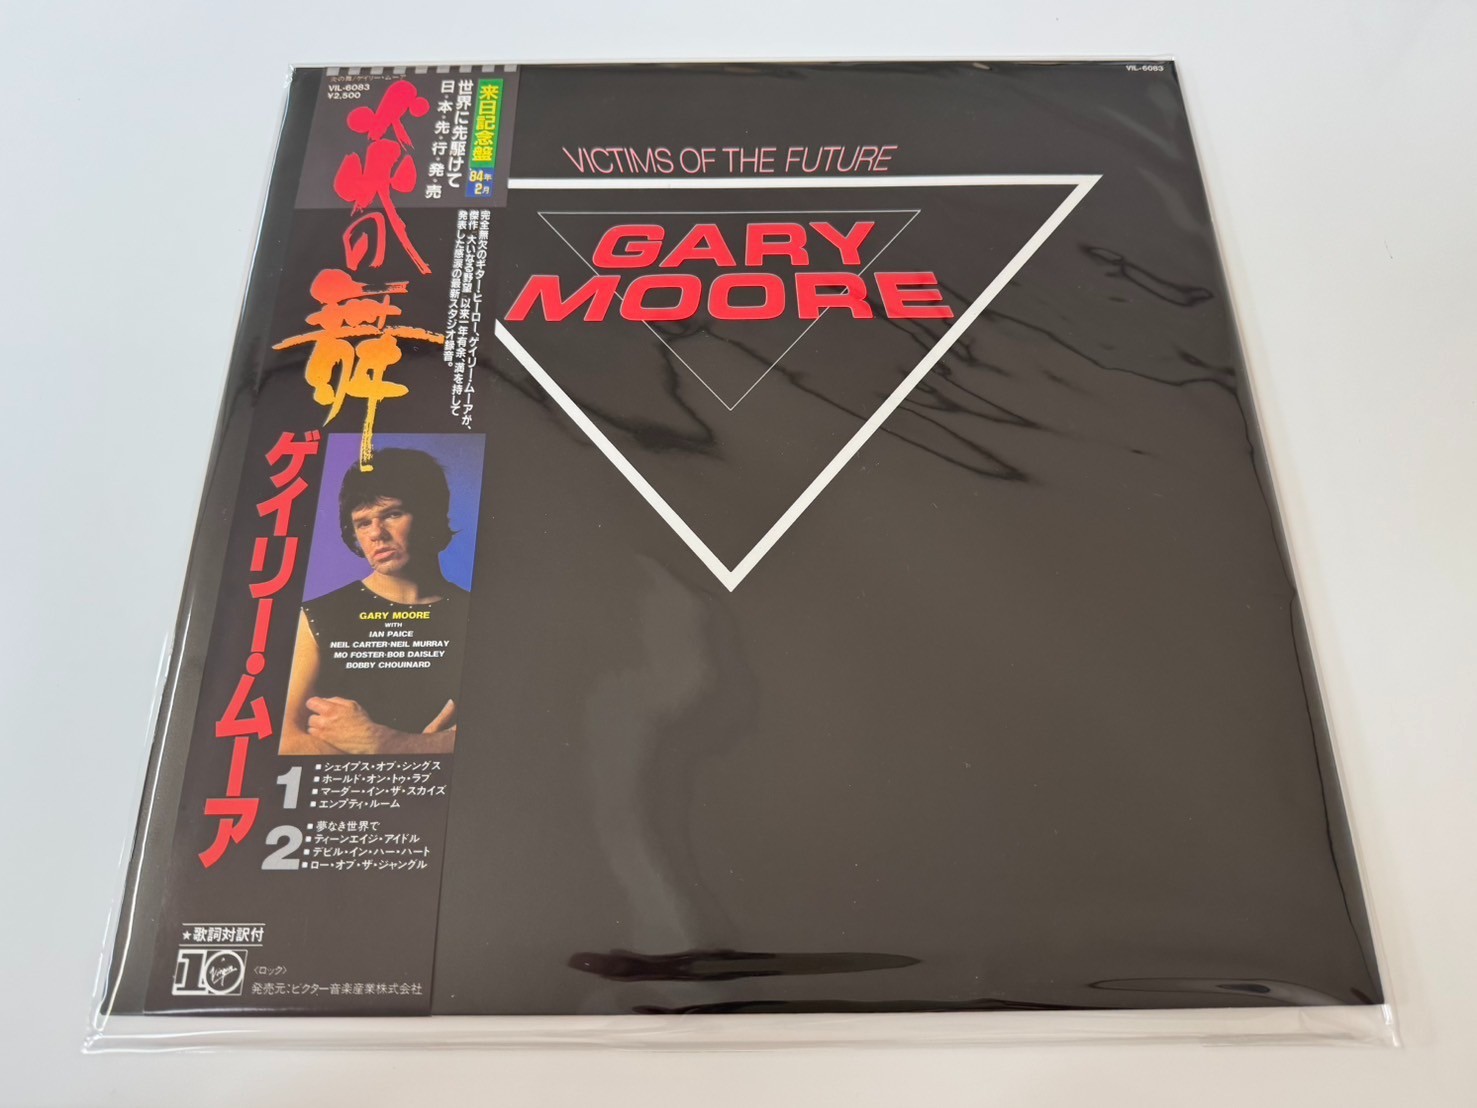 炎の舞/ゲイリー・ムーア
VIL-6083
¥2,500
来日記念盤
'84年
2月
世界に先駆けて
日・本・先・行・発・売
炎の舞
完全無欠のギター・ヒーロー、ゲイリー・ムーアが、
傑作「大いなる野望」以来一年有余、満を持して
発表した感涙の最新スタジオ録音。
ゲイリー・ムーア
GARY MOORE
WITH
IAN PAICE
NEIL CARTER·NEIL MURRAY
MO FOSTER·BOB DAISLEY
BOBBY CHOUINARD
1
■シェイプス・オブ・シングス
■ホールド・オン・トゥ・ラブ
■マーダー・イン・ザ・スカイズ
■エンプティ・ルーム
2
■夢なき世界で
■ティーンエイジ・アイドル
■デビル・イン・ハー・ハート
■ロー・オブ・ザ・ジャングル
★歌詞対訳付
10 Virgin
〈ロック〉
発売元:ビクター音楽産業株式会社
VIL-6083
VICTIMS OF THE FUTURE
GARY
MOORE